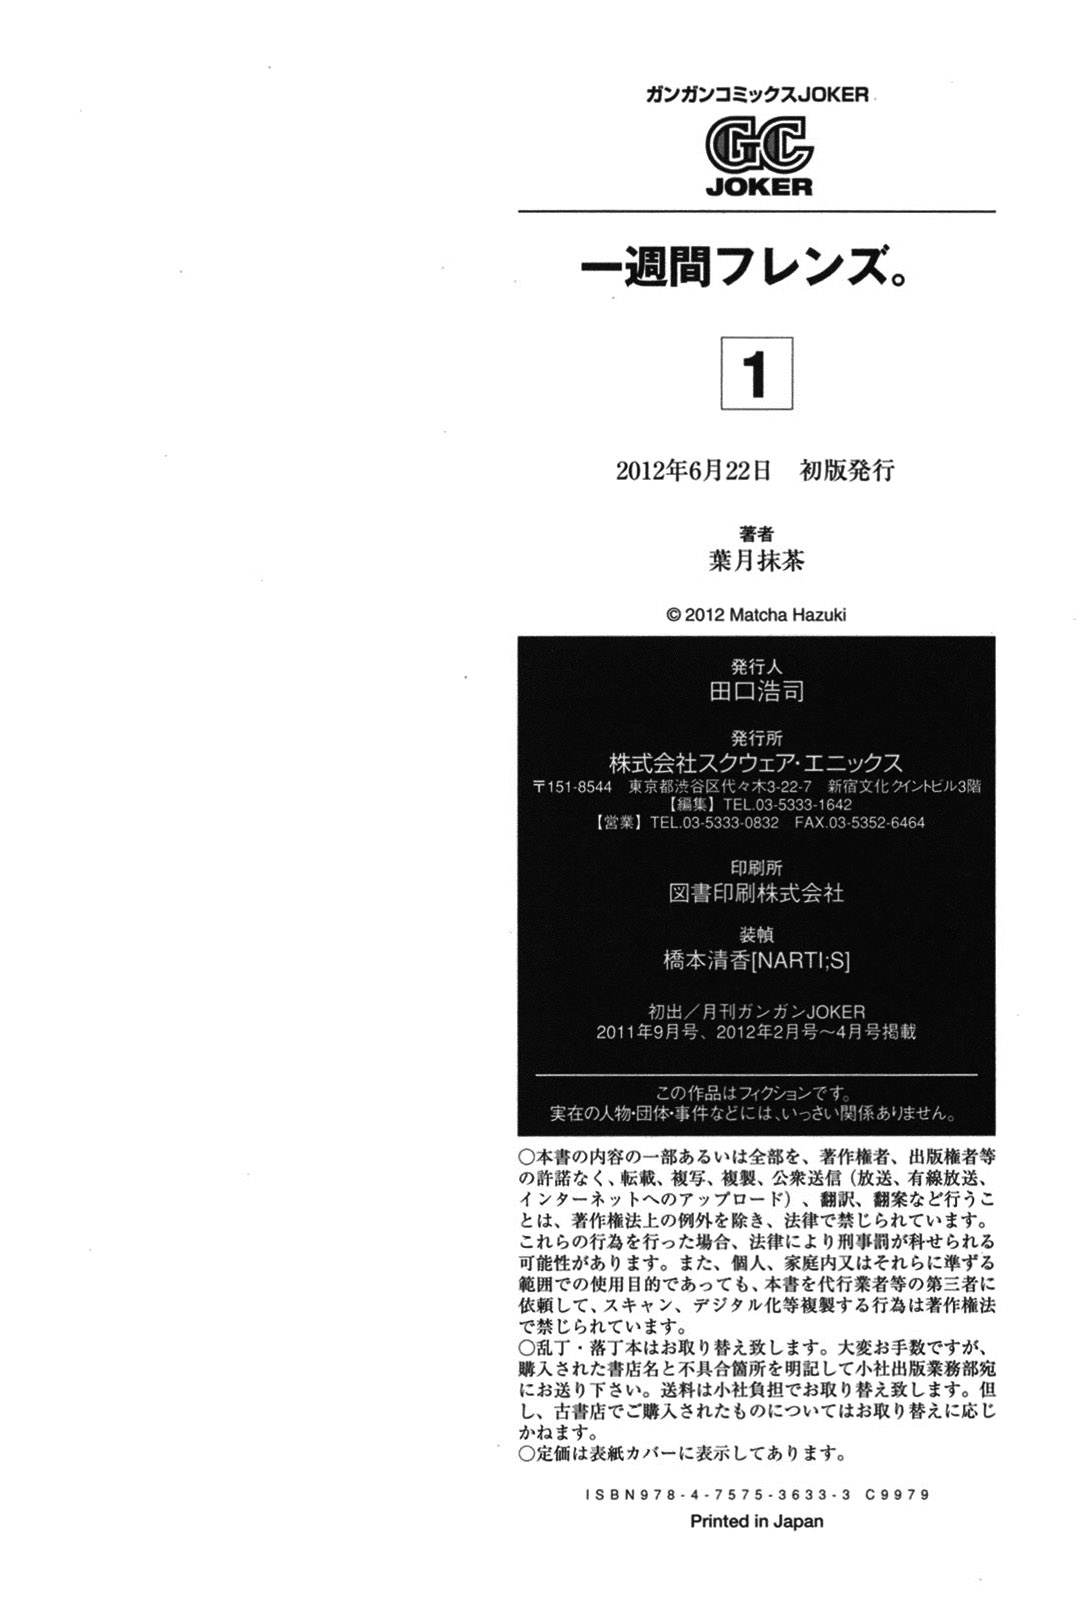 ガンガンコミックスJOKER
GC
JOKER
一週間フレンズ。
1
2012年6月22日　初版発行
著者
葉月抹茶
© 2012 Matcha Hazuki
発行人
田口浩司
発行所
株式会社スクウェア・エニックス
〒151-8544　東京都渋谷区代々木3-22-7　新宿文化クイントビル3階
【編集】TEL.03-5333-1642
【営業】TEL.03-5333-0832　FAX.03-5352-6464
印刷所
図書印刷株式会社
装幀
橋本清香[NARTI;S]
初出／月刊ガンガンJOKER
2011年9月号、2012年2月号～4月号掲載
この作品はフィクションです。
実在の人物・団体・事件などには、いっさい関係ありません。
○本書の内容の一部あるいは全部を、著作権者、出版権者等
の許諾なく、転載、複写、複製、公衆送信（放送、有線放送、
インターネットへのアップロード）、翻訳、翻案など行うこ
とは、著作権法上の例外を除き、法律で禁じられています。
これらの行為を行った場合、法律により刑事罰が科せられる
可能性があります。また、個人、家庭内又はそれらに準ずる
範囲での使用目的であっても、本書を代行業者等の第三者に
依頼して、スキャン、デジタル化等複製する行為は著作権法
で禁じられています。
○乱丁・落丁本はお取り替え致します。大変お手数ですが、
購入された書店名と不具合箇所を明記して小社出版業務部宛
にお送り下さい。送料は小社負担でお取り替え致します。但
し、古書店でご購入されたものについてはお取り替えに応じ
かねます。
○定価は表紙カバーに表示してあります。
ISBN978-4-7575-3633-3 C9979
Printed in Japan